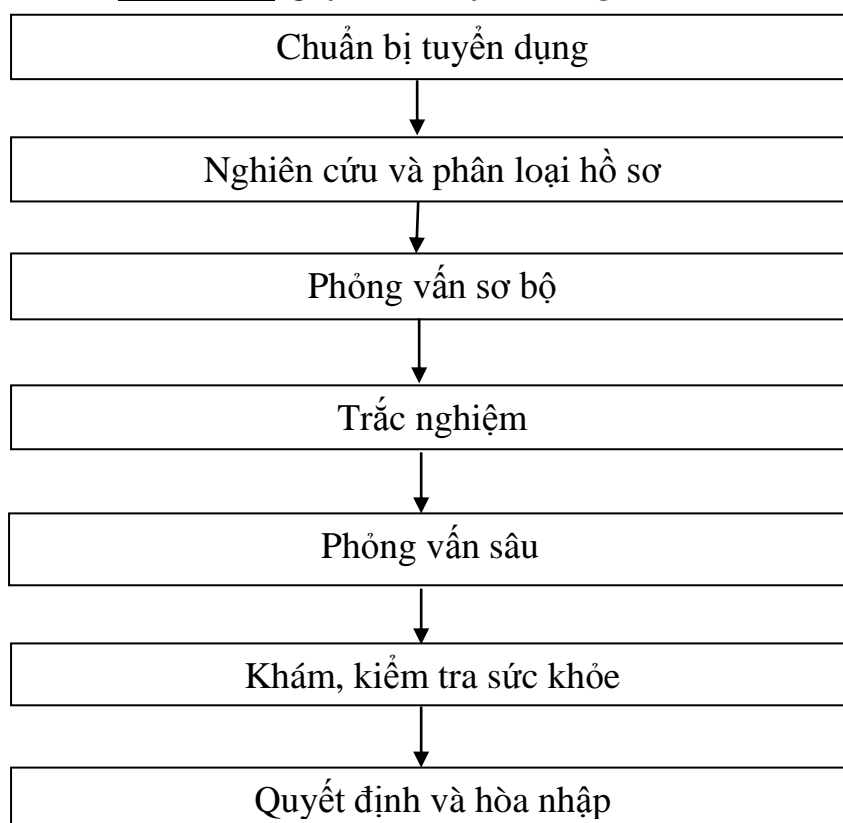 Chuẩn bị tuyển dụng
Nghiên cứu và phân loại hồ sơ
Phỏng vấn sơ bộ
Trắc nghiệm
Phỏng vấn sâu
Khám, kiểm tra sức khỏe
Quyết định và hòa nhập